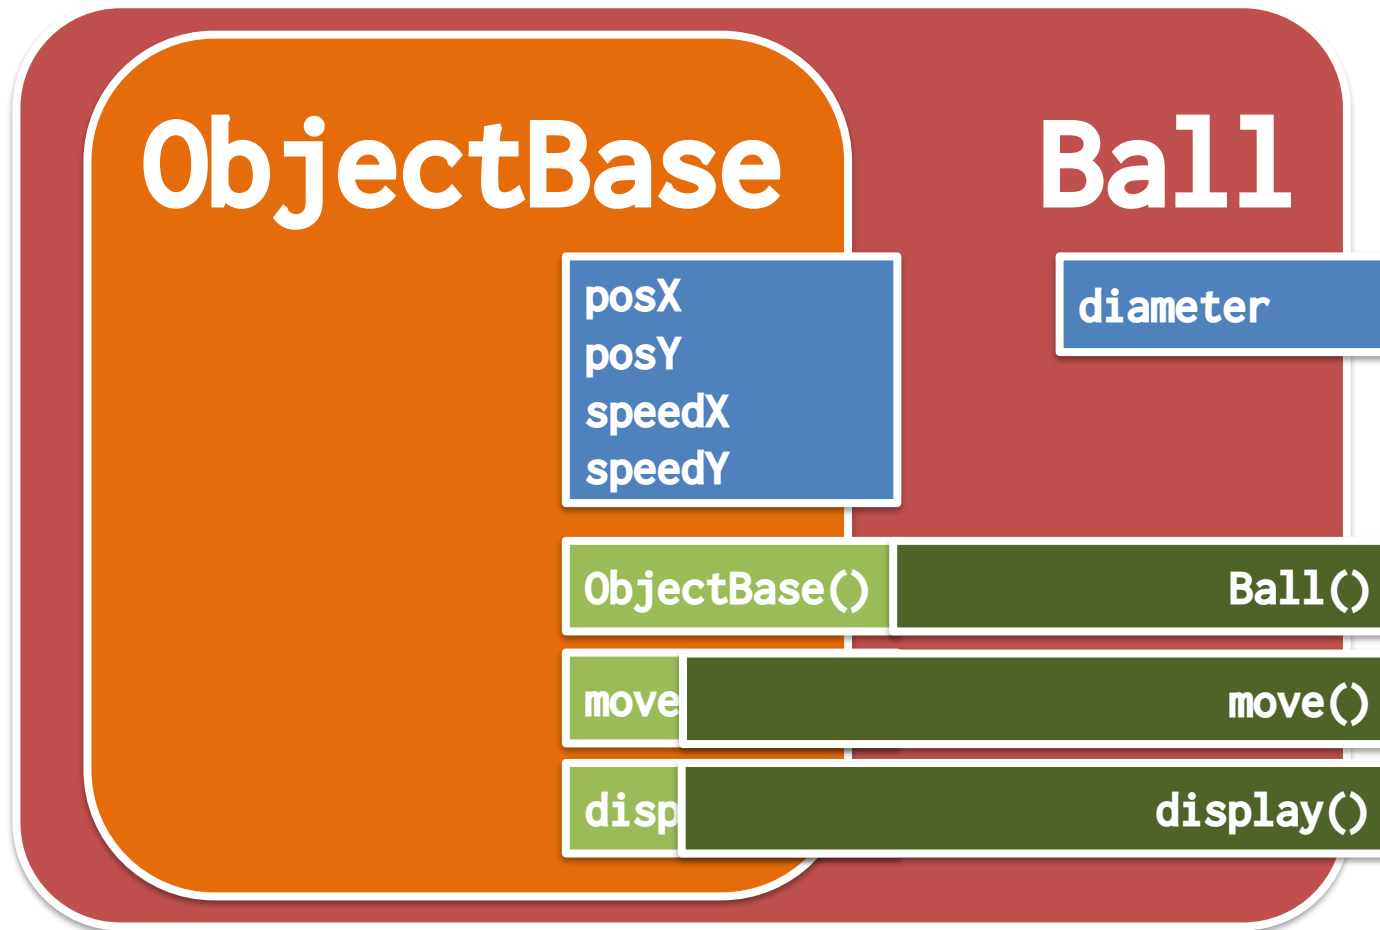 ObjectBase
Ball
posX
posY
speedX
speedY
diameter
ObjectBase()
Ball()
move
move()
disp
display()